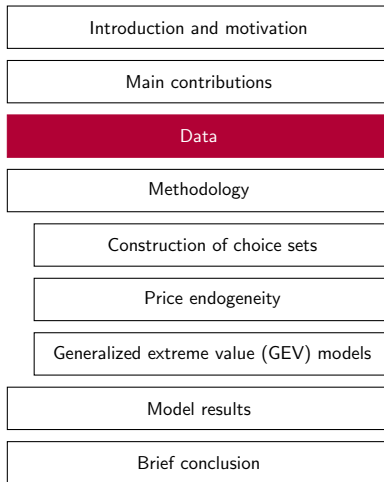 Introduction and motivation
Main contributions
Data
Methodology
Construction of choice sets
Price endogeneity
Generalized extreme value (GEV) models
Model results
Brief conclusion